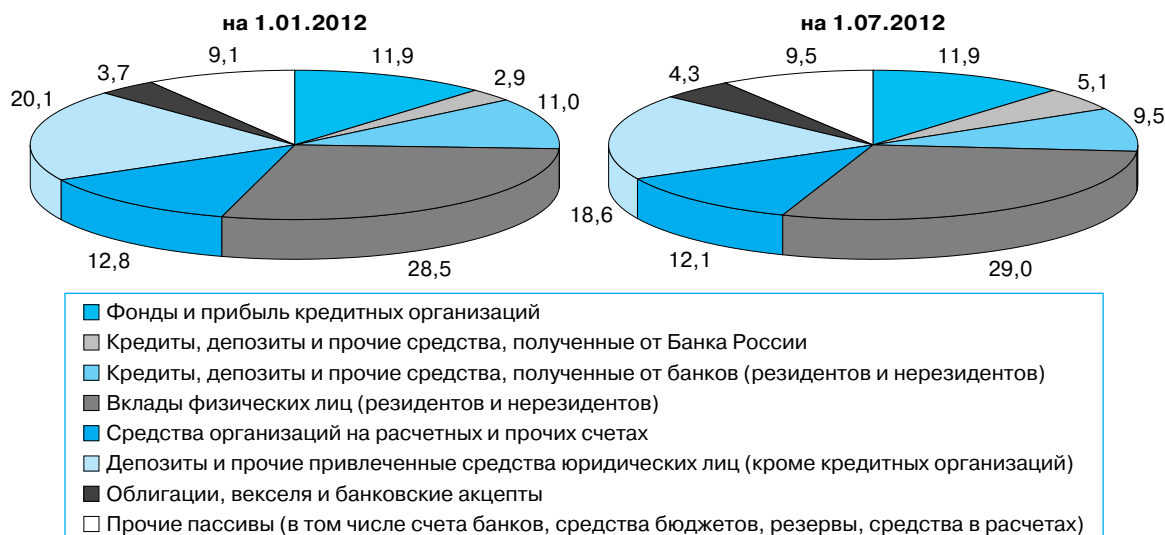 на 1.01.2012
9,1
11,9
3,7
2,9
20,1
11,0
12,8
28,5
на 1.07.2012
9,5
11,9
4,3
5,1
9,5
18,6
12,1
29,0
Фонды и прибыль кредитных организаций
Кредиты, депозиты и прочие средства, полученные от Банка России
Кредиты, депозиты и прочие средства, полученные от банков (резидентов и нерезидентов)
Вклады физических лиц (резидентов и нерезидентов)
Средства организаций на расчетных и прочих счетах
Депозиты и прочие привлеченные средства юридических лиц (кроме кредитных организаций)
Облигации, векселя и банковские акцепты
Прочие пассивы (в том числе счета банков, средства бюджетов, резервы, средства в расчетах)